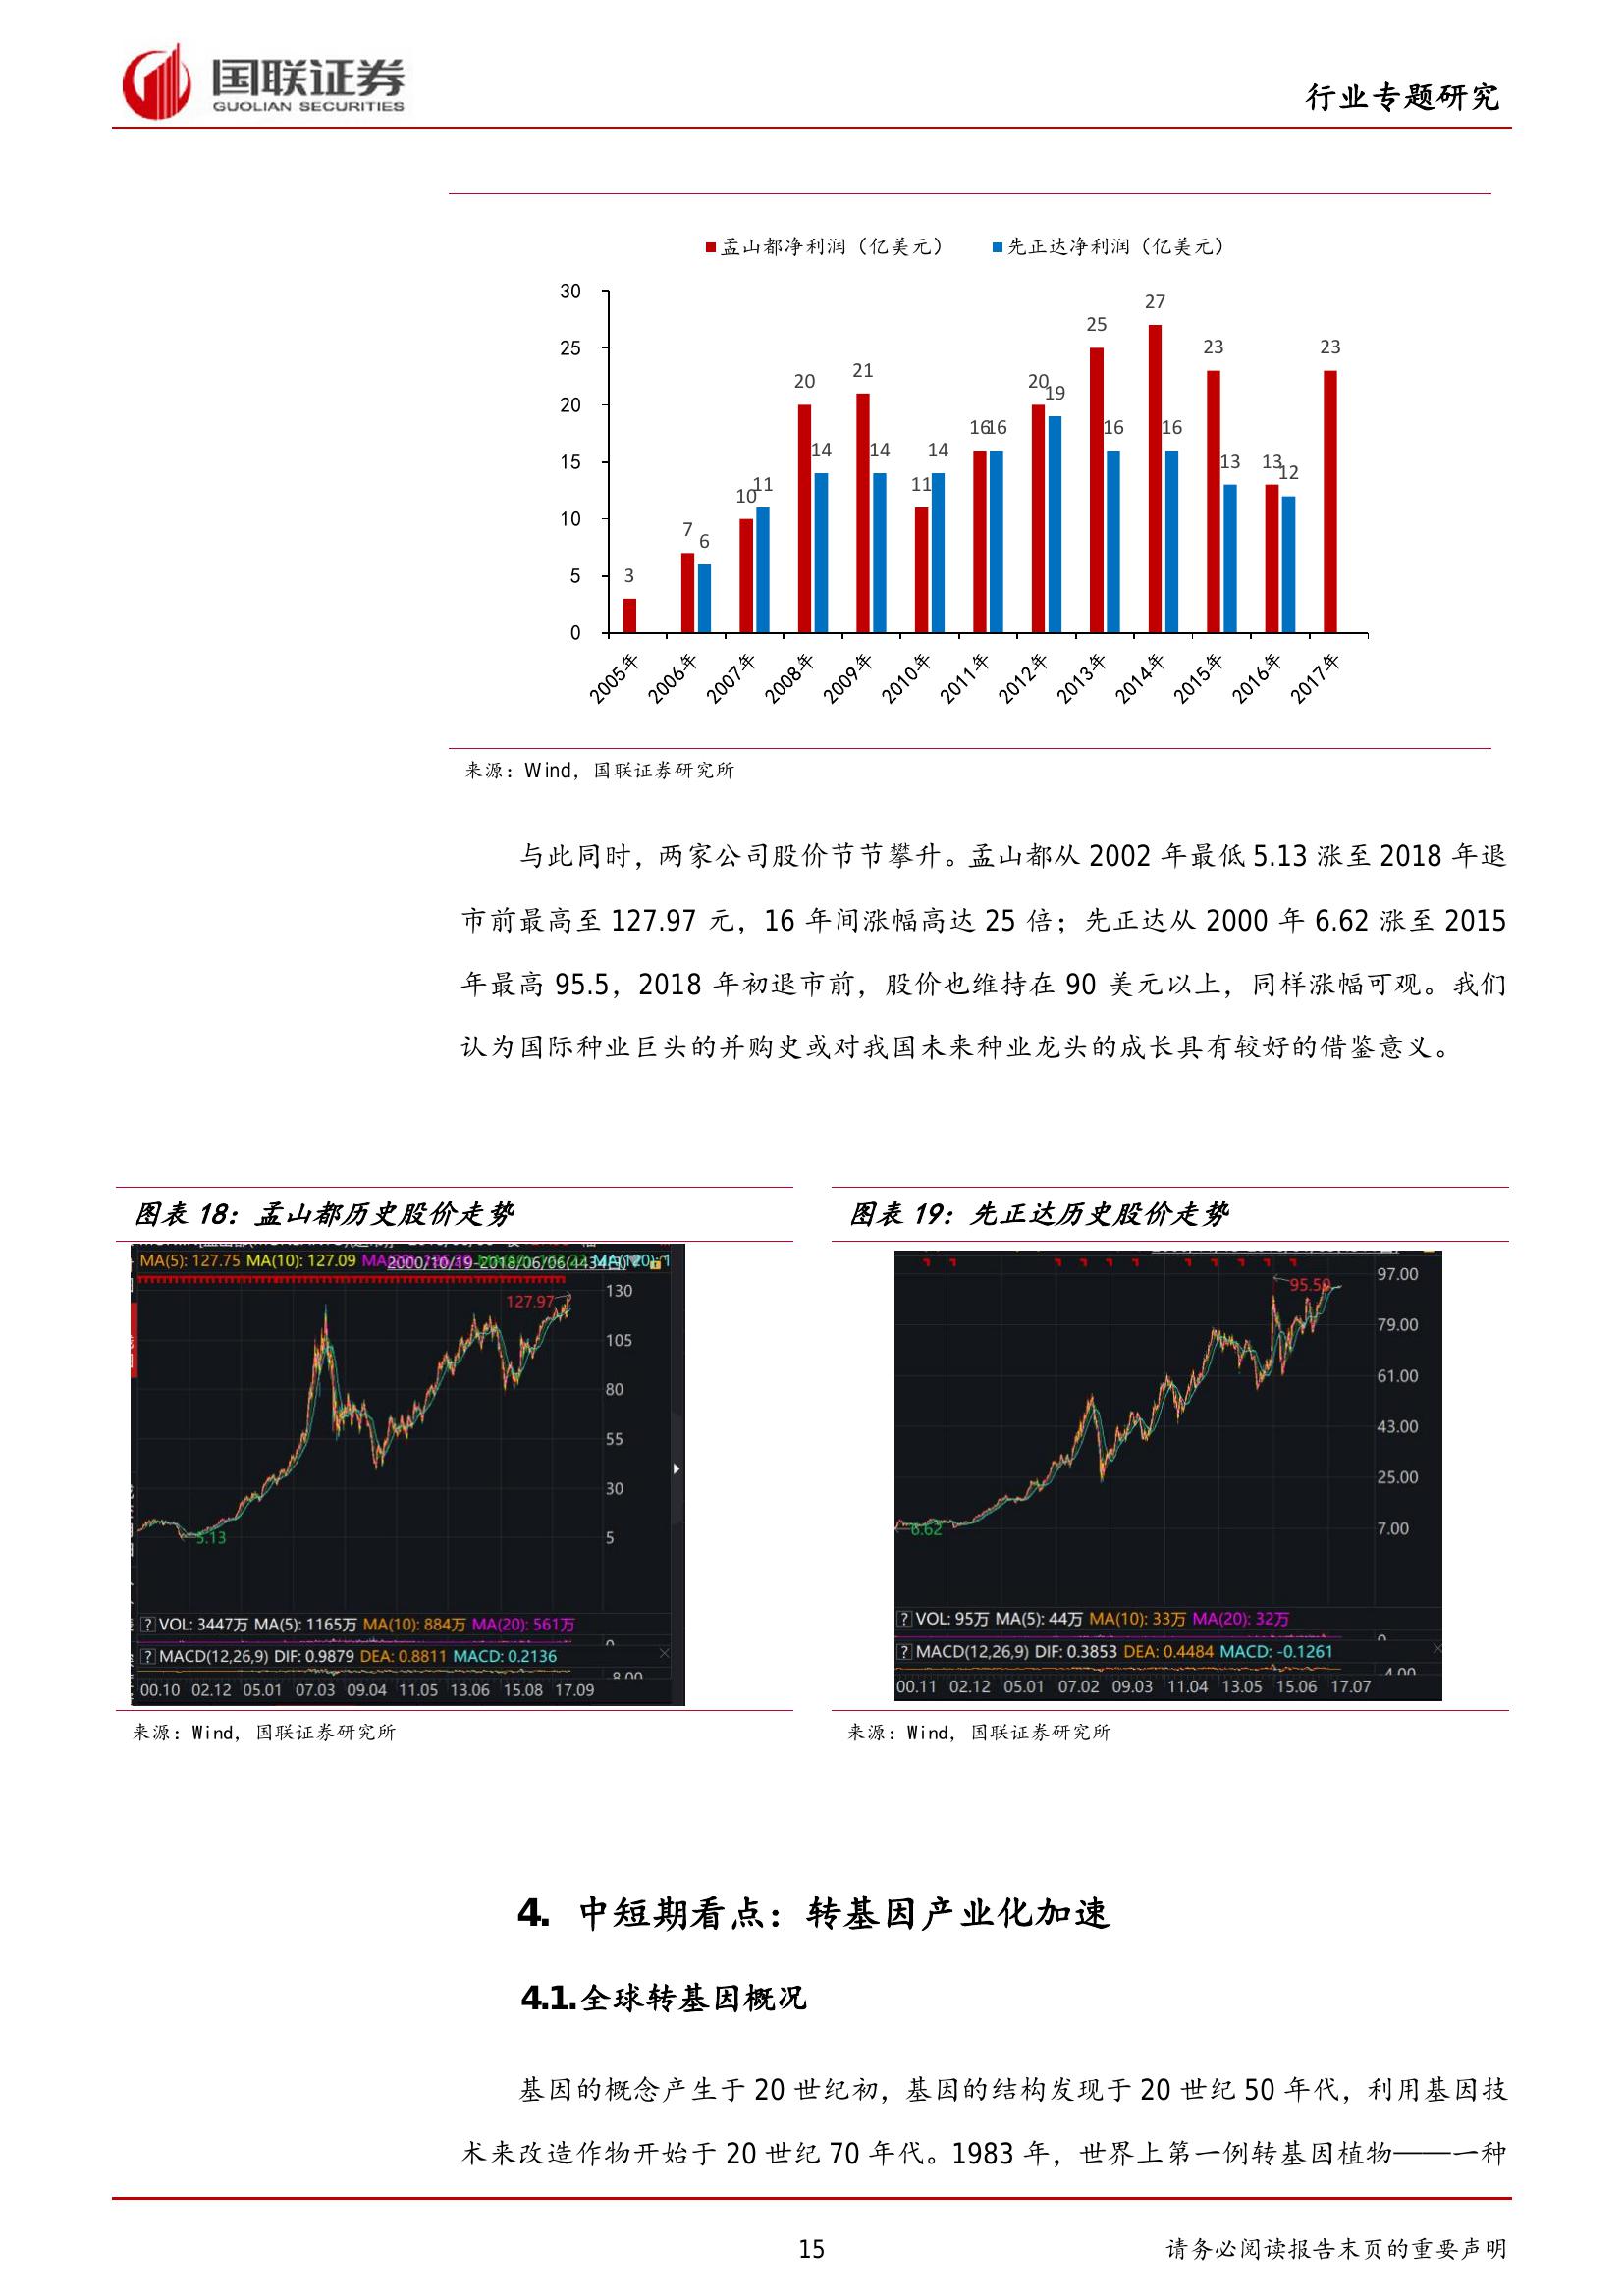 国联证券
GUOLIAN SECURITIES
行业专题研究
孟山都净利润（亿美元） 先正达净利润（亿美元）
30
25
20
15
10
5
0
3
7 6
10 11
20 14
21 14
11 14
16 16
20 19
25 16
27 16
23 13
13 12
23
2005年 2006年 2007年 2008年 2009年 2010年 2011年 2012年 2013年 2014年 2015年 2016年 2017年
来源：Wind，国联证券研究所
与此同时，两家公司股价节节攀升。孟山都从 2002 年最低 5.13 涨至 2018 年退
市前最高至 127.97 元，16 年间涨幅高达 25 倍；先正达从 2000 年 6.62 涨至 2015
年最高 95.5，2018 年初退市前，股价也维持在 90 美元以上，同样涨幅可观。我们
认为国际种业巨头的并购史或对我国未来种业龙头的成长具有较好的借鉴意义。
图表 18：孟山都历史股价走势
MA(5): 127.75 MA(10): 127.09
2000/10/19-2018/06/06(4434日)
127.97
130
105
80
55
30
5
5.13
?VOL: 3447万 MA(5): 1165万 MA(10): 884万 MA(20): 561万
?MACD(12,26,9) DIF: 0.9879 DEA: 0.8811 MACD: 0.2136
00.10 02.12 05.01 07.03 09.04 11.05 13.06 15.08 17.09
来源：Wind，国联证券研究所
图表 19：先正达历史股价走势
95.50
97.00
79.00
61.00
43.00
25.00
7.00
6.62
?VOL: 95万 MA(5): 44万 MA(10): 33万 MA(20): 32万
?MACD(12,26,9) DIF: 0.3853 DEA: 0.4484 MACD: -0.1261
00.11 02.12 05.01 07.02 09.03 11.04 13.05 15.06 17.07
来源：Wind，国联证券研究所
4. 中短期看点：转基因产业化加速
4.1.全球转基因概况
基因的概念产生于 20 世纪初，基因的结构发现于 20 世纪 50 年代，利用基因技
术来改造作物开始于 20 世纪 70 年代。1983 年，世界上第一例转基因植物——一种
15
请务必阅读报告末页的重要声明